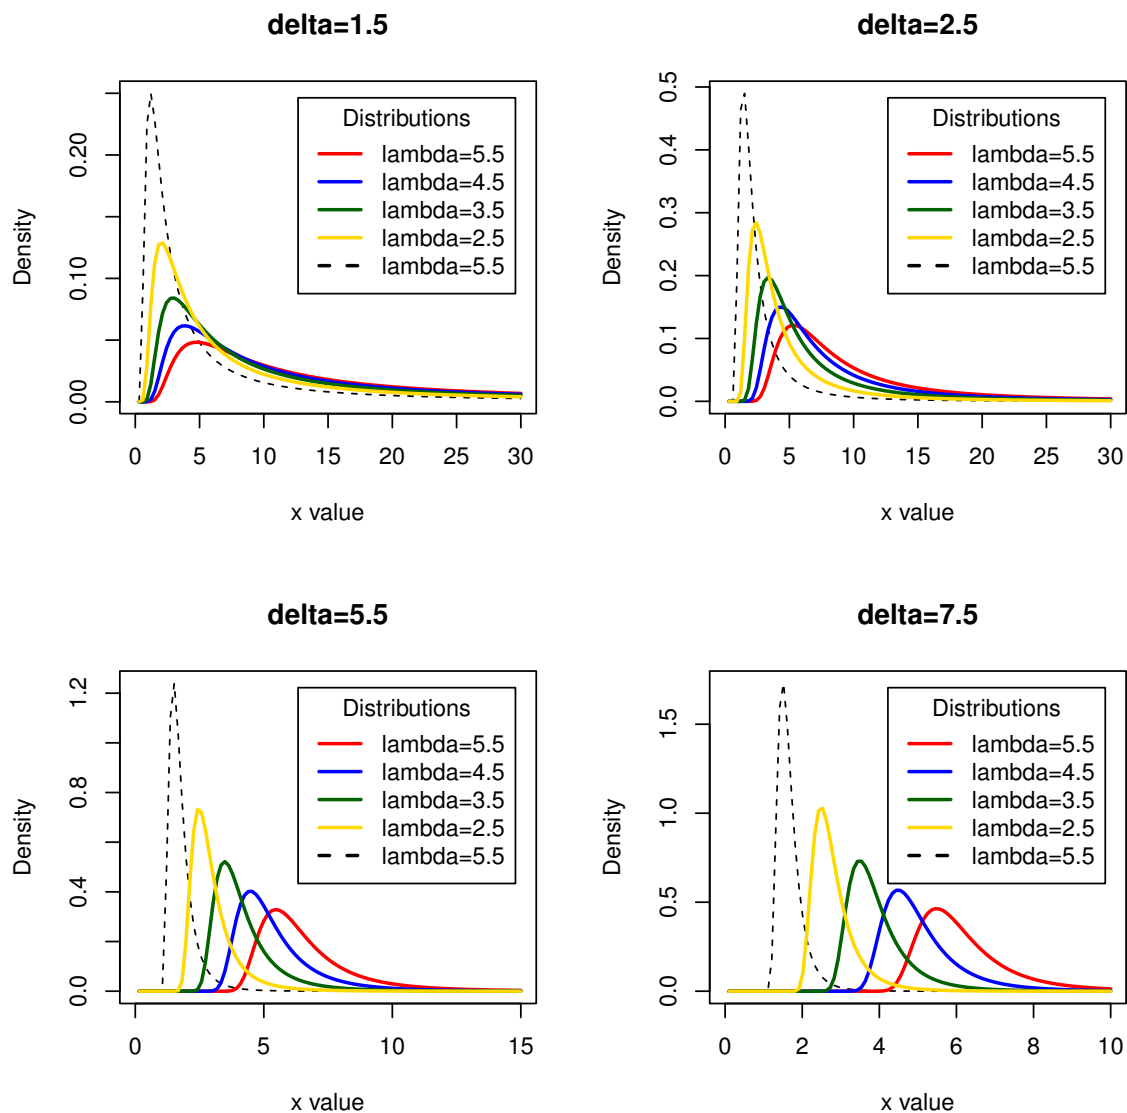 delta=1.5
Density
0.00
0.10
0.20
0
5
10
15
20
25
30
x value
Distributions
lambda=5.5
lambda=4.5
lambda=3.5
lambda=2.5
lambda=5.5
delta=2.5
Density
0.0
0.1
0.2
0.3
0.4
0.5
0
5
10
15
20
25
30
x value
Distributions
lambda=5.5
lambda=4.5
lambda=3.5
lambda=2.5
lambda=5.5
delta=5.5
Density
0.0
0.4
0.8
1.2
0
5
10
15
x value
Distributions
lambda=5.5
lambda=4.5
lambda=3.5
lambda=2.5
lambda=5.5
delta=7.5
Density
0.0
0.5
1.0
1.5
0
2
4
6
8
10
x value
Distributions
lambda=5.5
lambda=4.5
lambda=3.5
lambda=2.5
lambda=5.5